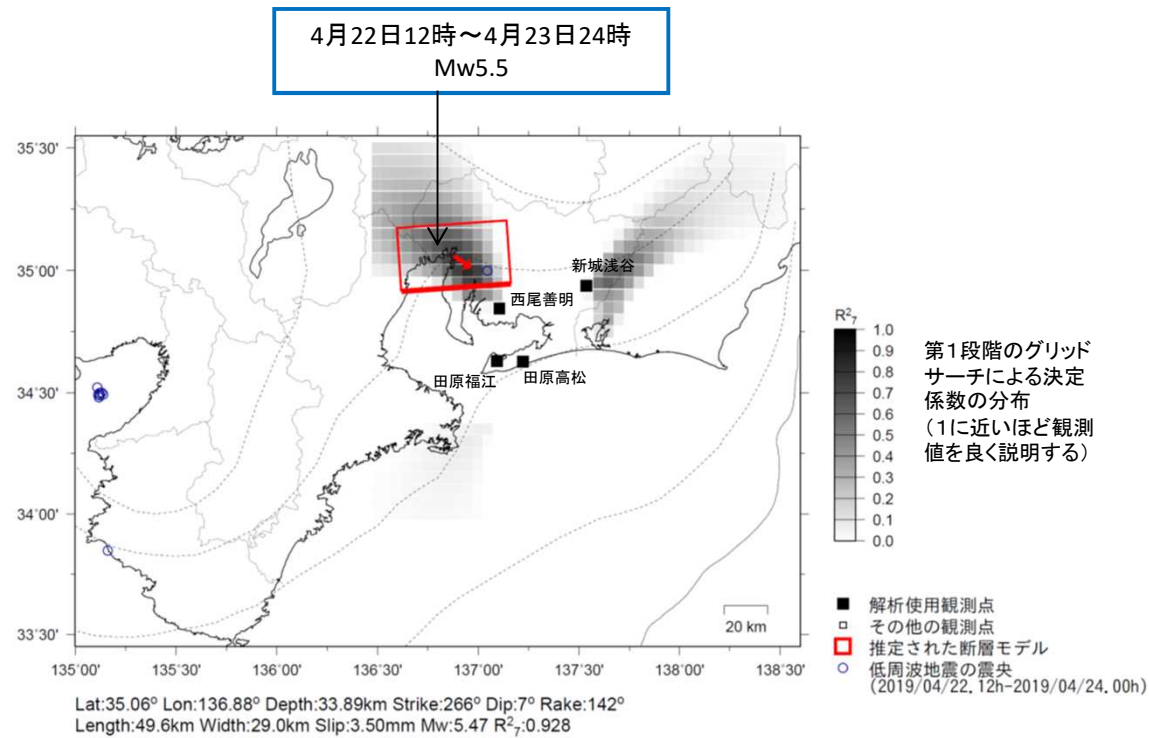 4月22日12時~4月23日24時
Mw5.5
35˚30'
35˚00'
34˚30'
34˚00'
33˚30'
新城浅谷
西尾善明
田原福江
田原高松
20 km
135˚00'
135˚30'
136˚00'
136˚30'
137˚00'
137˚30'
138˚00'
138˚30'
R²₇
1.0
0.9
0.8
0.7
0.6
0.5
0.4
0.3
0.2
0.1
0.0
第1段階のグリッド
サーチによる決定
係数の分布
(1に近いほど観測
値を良く説明する)
解析使用観測点
その他の観測点
推定された断層モデル
低周波地震の震央
(2019/04/22.12h-2019/04/24.00h)
Lat:35.06° Lon:136.88° Depth:33.89km Strike:266° Dip:7° Rake:142°
Length:49.6km Width:29.0km Slip:3.50mm Mw:5.47 R²₇:0.928